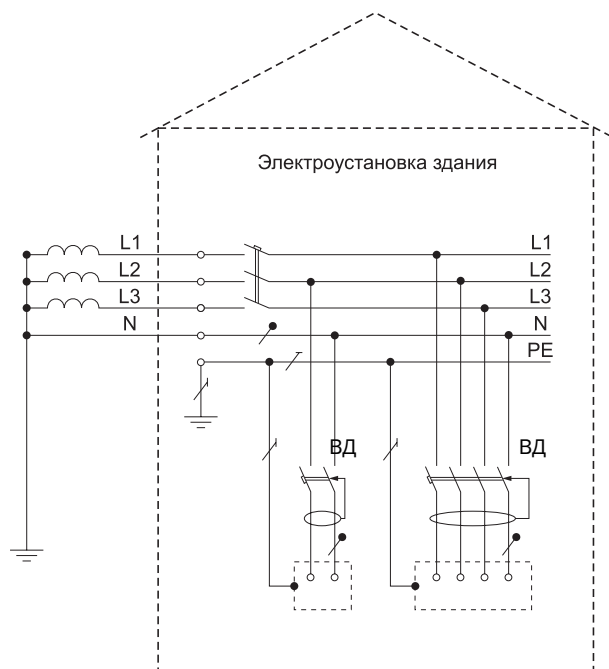 Электроустановка здания
L1 L1
L2 L2
L3 L3
N N
PE
ВД ВД